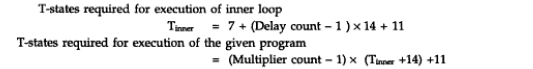 T-states required for execution of inner loop
Tinner = 7 + (Delay count – 1 ) × 14 + 11
T-states required for execution of the given program
= (Multiplier count – 1) × (Tinner +14) +11